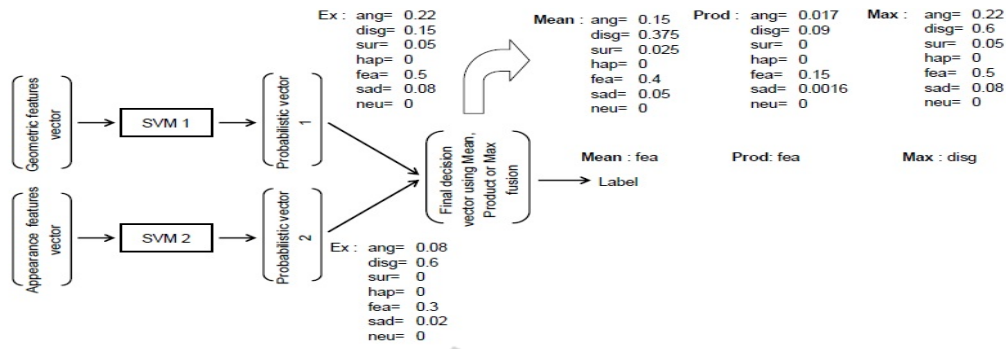 Ex : ang= 0.22
disg= 0.15
sur= 0.05
hap= 0
fea= 0.5
sad= 0.08
neu= 0
Mean : ang= 0.15
disg= 0.375
sur= 0.025
hap= 0
fea= 0.4
sad= 0.05
neu= 0
Prod : ang= 0.017
disg= 0.09
sur= 0
hap= 0
fea= 0.15
sad= 0.0016
neu= 0
Max : ang= 0.22
disg= 0.6
sur= 0.05
hap= 0
fea= 0.5
sad= 0.08
neu= 0
Geometric features
vector
SVM 1
Probabilistic vector
1
Appearance features
vector
SVM 2
Probabilistic vector
2
Final decision
vector using Mean,
Product or Max
fusion
Label
Mean : fea
Prod: fea
Max : disg
Ex : ang= 0.08
disg= 0.6
sur= 0
hap= 0
fea= 0.3
sad= 0.02
neu= 0